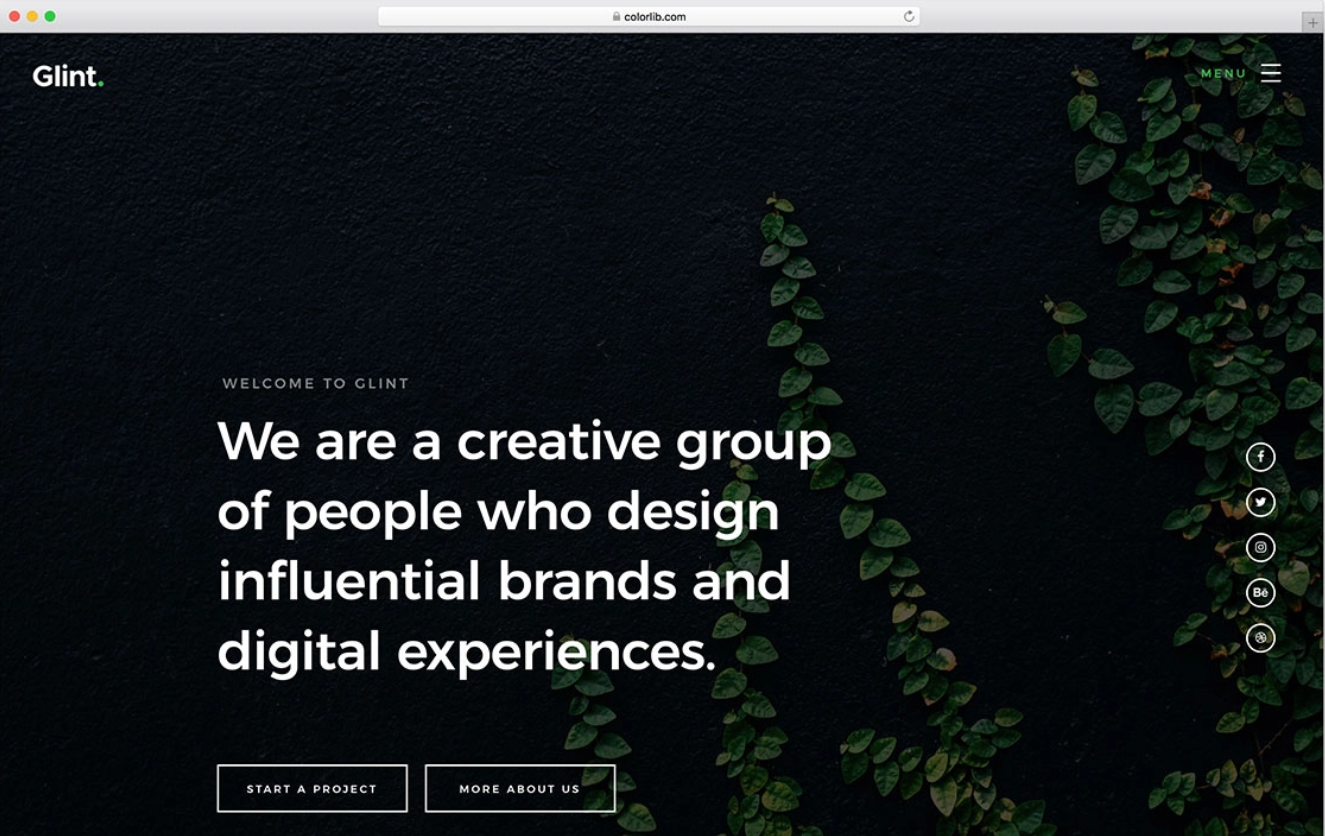 colorlib.com
Glint.
MENU
WELCOME TO GLINT
We are a creative group
of people who design
influential brands and
digital experiences.
Bē
START A PROJECT
MORE ABOUT US